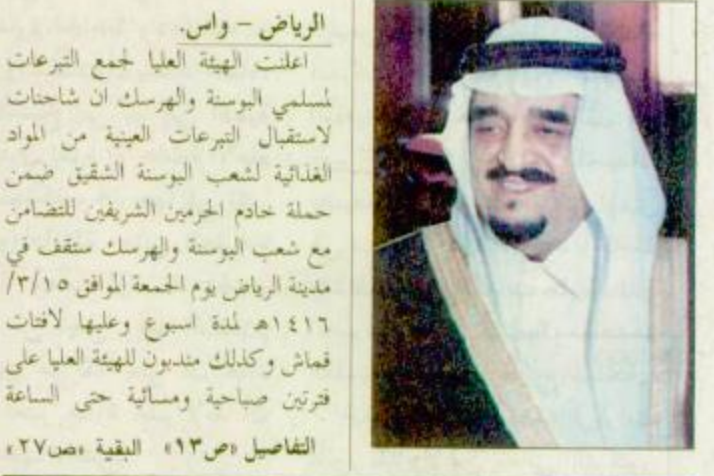 الرياض - واس.
اعلنت الهيئة العليا لجمع التبرعات
لمسلمي البوسنة والهرسك ان شاحنات
لاستقبال التبرعات العينية من المواد
الغذائية لشعب البوسنة الشقيق ضمن
حملة خادم الحرمين الشريفين للتضامن
مع شعب البوسنة والهرسك ستقف في
مدينة الرياض يوم الجمعة الموافق ٣/١٥/
١٤١٦هـ لمدة اسبوع وعليها لافتات
قماش وكذلك مندبون للهيئة العليا على
فترتين صباحية ومسائية حتى الساعة
التفاصيل «ص١٣» البقية «ص٢٧»